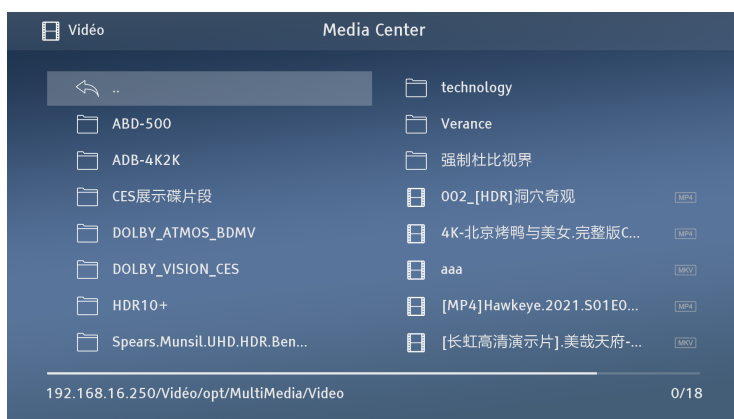 Vidéo
Media Center
..
ABD-500
ADB-4K2K
CES展示碟片段
DOLBY_ATMOS_BDMV
DOLBY_VISION_CES
HDR10+
Spears.Munsil.UHD.HDR.Ben...
technology
Verance
强制杜比视界
002_[HDR]洞穴奇观 MP4
4K-北京烤鸭与美女.完整版C... MP4
aaa MKV
[MP4]Hawkeye.2021.S01E0... MP4
[长虹高清演示片].美哉天府-... MKV
192.168.16.250/Vidéo/opt/MultiMedia/Video
0/18